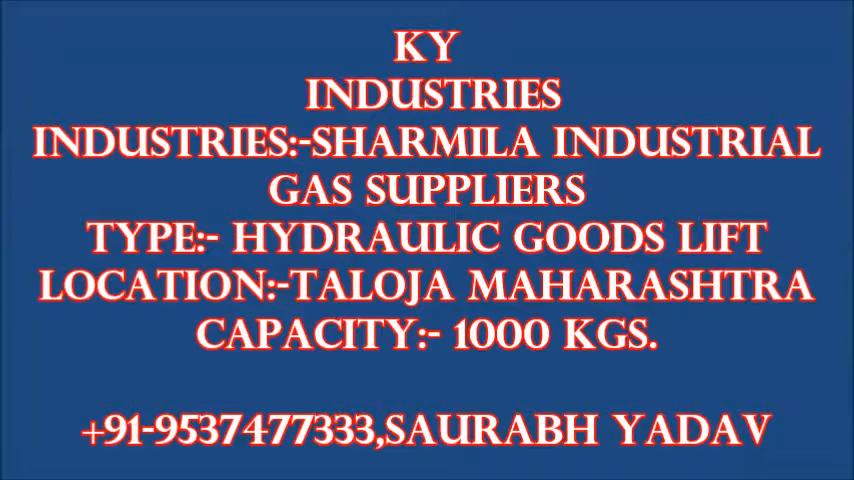 KY
INDUSTRIES
INDUSTRIES:-SHARMILA INDUSTRIAL
GAS SUPPLIERS
TYPE:- HYDRAULIC GOODS LIFT
LOCATION:-TALOJA MAHARASHTRA
CAPACITY:- 1000 KGS.
+91-9537477333,SAURABH YADAV